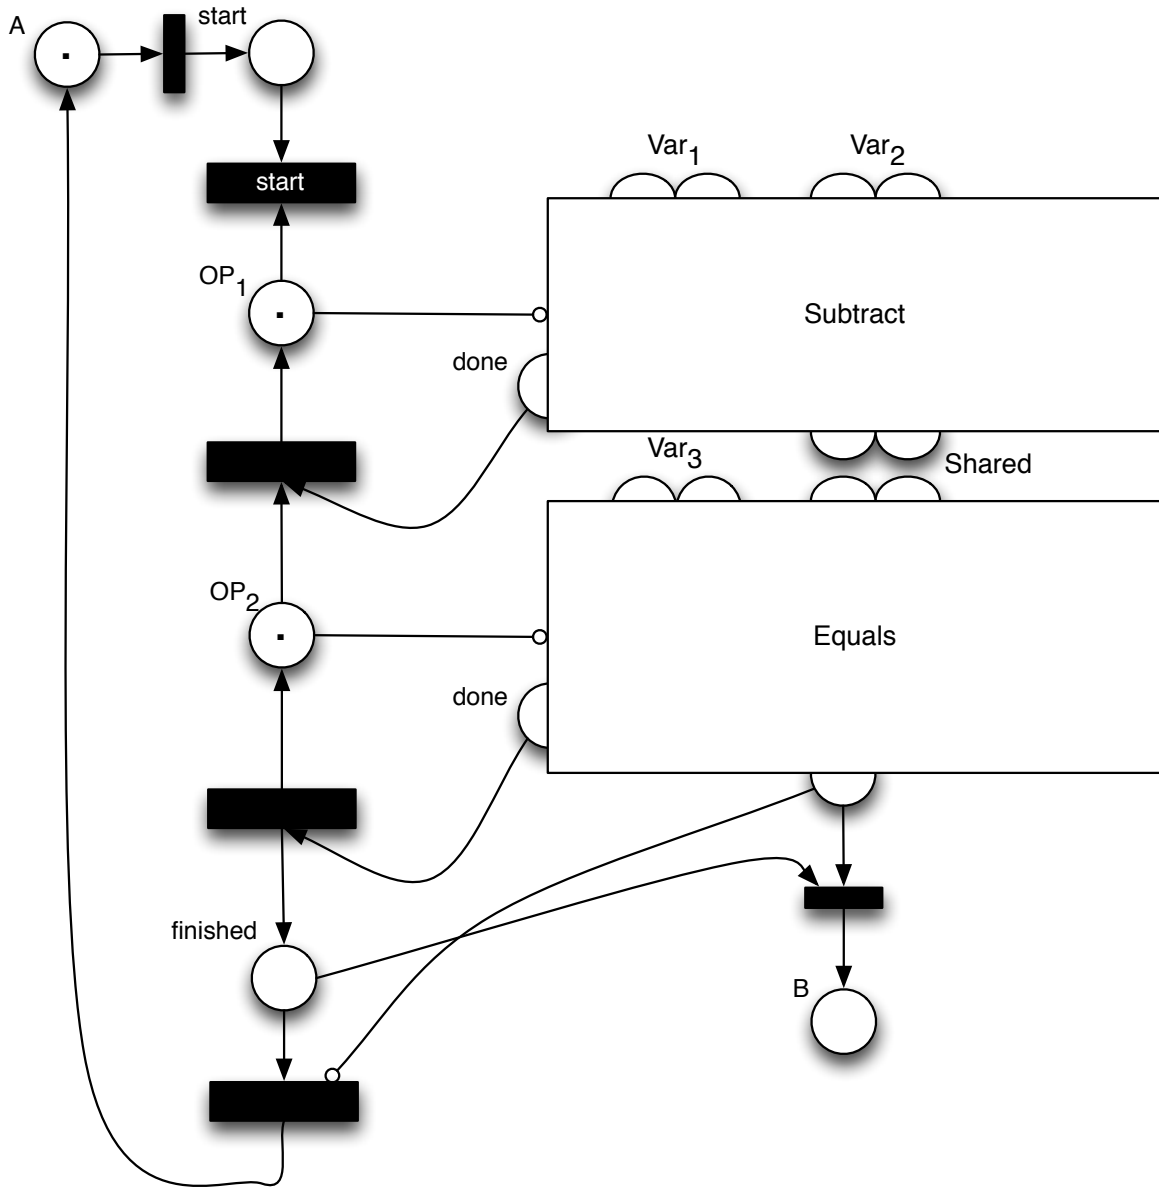 A
start
start
Var1
Var2
OP1
Subtract
done
Var3
Shared
OP2
Equals
done
finished
B